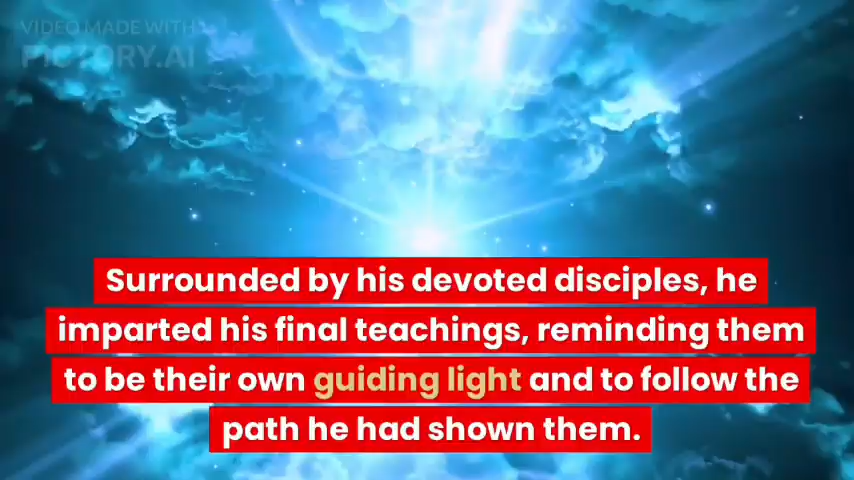 VIDEO MADE WITH
PICTORY.AI
Surrounded by his devoted disciples, he
imparted his final teachings, reminding them
to be their own guiding light and to follow the
path he had shown them.